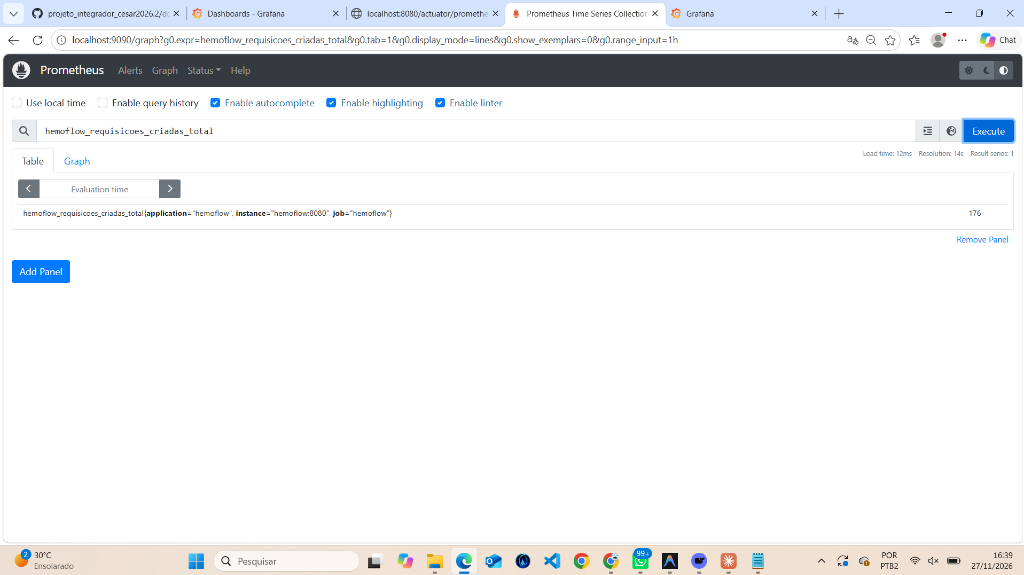 projeto_integrador_cesar2026.2/do
Dashboards - Grafana
localhost:8080/actuator/promethe
Prometheus Time Series Collection
Grafana
localhost:9090/graph?g0.expr=hemoflow_requisicoes_criadas_total&g0.tab=1&g0.display_mode=lines&g0.show_exemplars=0&g0.range_input=1h
Chat
Prometheus Alerts Graph Status Help
Use local time Enable query history Enable autocomplete Enable highlighting Enable linter
hemoflow_requisicoes_criadas_total
Execute
Table Graph
Load time: 12ms Resolution: 14s Result series: 1
Evaluation time
hemoflow_requisicoes_criadas_total{application="hemoflow", instance="hemoflow:8080", job="hemoflow"} 176
Remove Panel
Add Panel
2
30°C
Ensolarado
Pesquisar
99+
POR
PTB2
16:39
27/11/2026